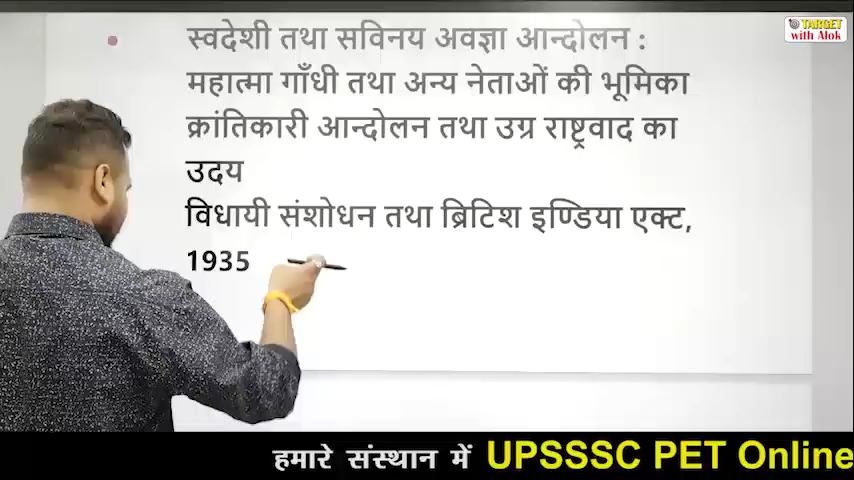 TARGET
with Alok
स्वदेशी तथा सविनय अवज्ञा आन्दोलन :
महात्मा गाँधी तथा अन्य नेताओं की भूमिका
क्रांतिकारी आन्दोलन तथा उग्र राष्ट्रवाद का
उदय
विधायी संशोधन तथा ब्रिटिश इण्डिया एक्ट,
1935
हमारे संस्थान में UPSSSC PET Online